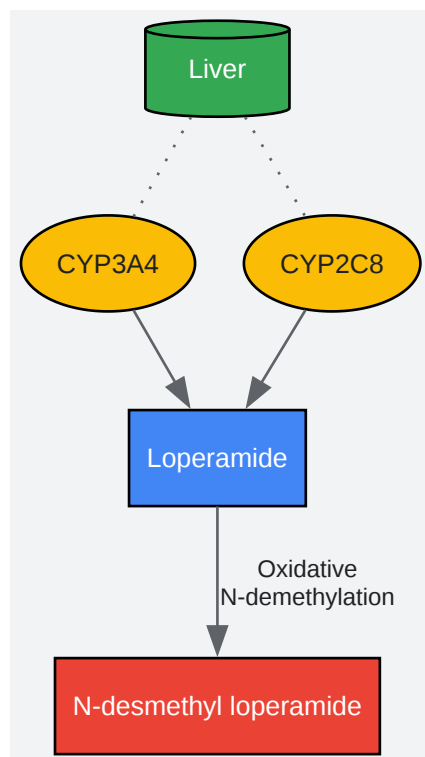 Liver
CYP3A4
CYP2C8
Loperamide
Oxidative
N-demethylation
N-desmethyl loperamide